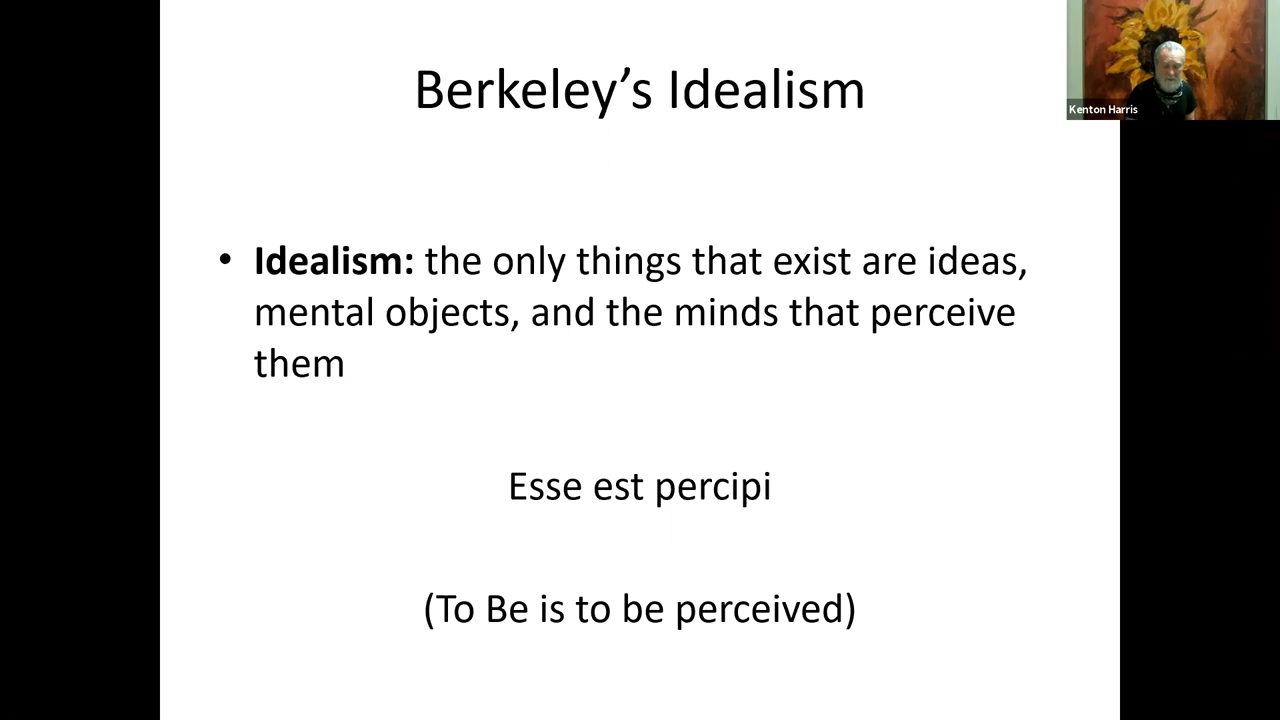 Berkeley’s Idealism
Kenton Harris
• Idealism: the only things that exist are ideas,
mental objects, and the minds that perceive
them
Esse est percipi
(To Be is to be perceived)